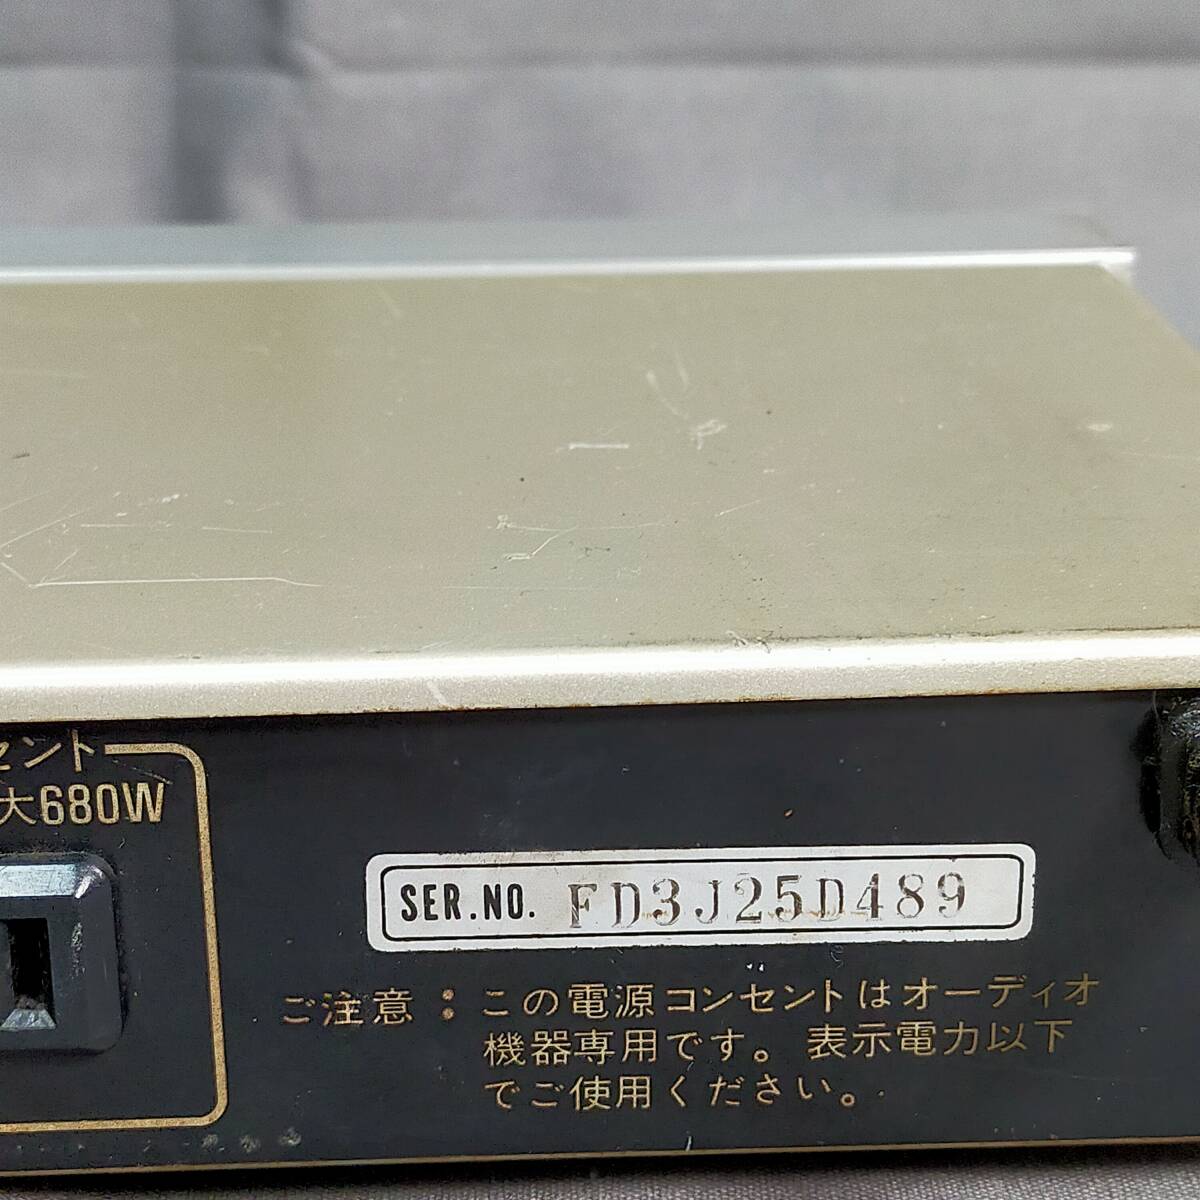 セント
大680W
SER.NO. FD3J25D489
ご注意：この電源コンセントはオーディオ
機器専用です。表示電力以下
でご使用ください。